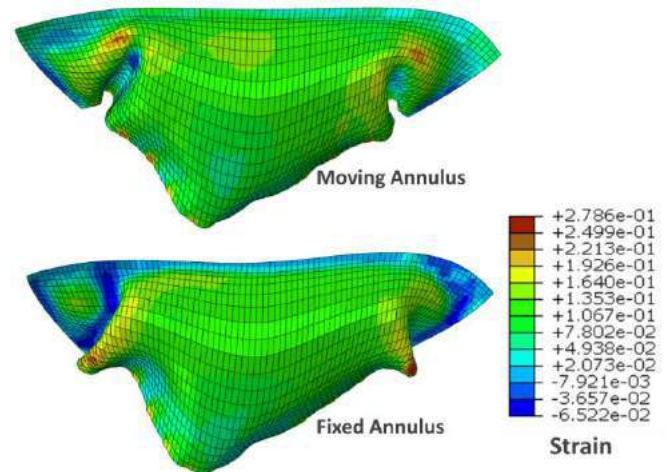 Moving Annulus
+2.786e-01
+2.499e-01
+2.213e-01
+1.926e-01
+1.640e-01
+1.353e-01
+1.067e-01
+7.802e-02
+4.938e-02
+2.073e-02
-7.921e-03
-3.657e-02
-6.522e-02
Fixed Annulus
Strain